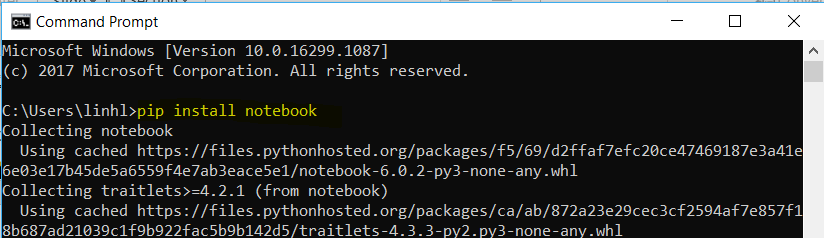 Command Prompt
Microsoft Windows [Version 10.0.16299.1087]
(c) 2017 Microsoft Corporation. All rights reserved.
C:\Users\linhl>pip install notebook
Collecting notebook
  Using cached https://files.pythonhosted.org/packages/f5/69/d2ffaf7efc20ce47469187e3a41e
6e03e17b45de5a6559f4e7ab3eace5e1/notebook-6.0.2-py3-none-any.whl
Collecting traitlets>=4.2.1 (from notebook)
  Using cached https://files.pythonhosted.org/packages/ca/ab/872a23e29cec3cf2594af7e857f1
8b687ad21039c1f9b922fac5b9b142d5/traitlets-4.3.3-py2.py3-none-any.whl